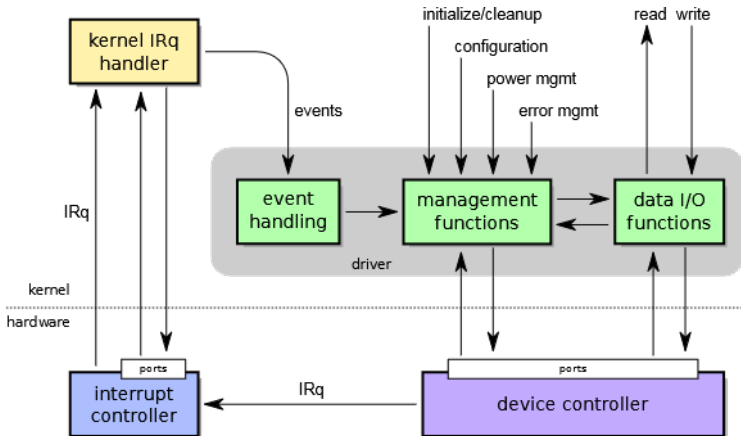 initialize/cleanup
read write
kernel IRq
handler
configuration
power mgmt
events
error mgmt
event
handling
management
functions
data I/O
functions
IRq
driver
kernel
hardware
ports
ports
interrupt
controller
IRq
device controller